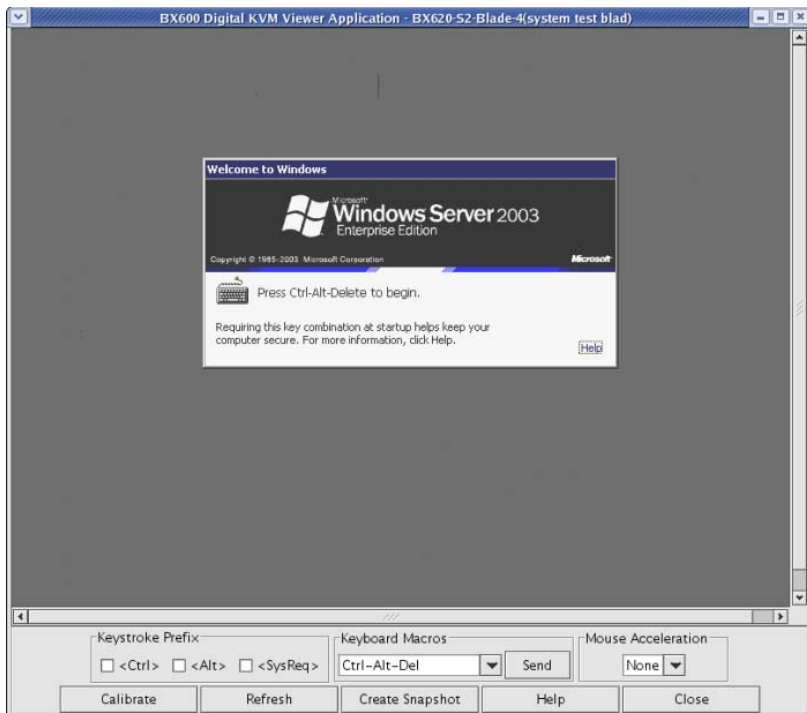 BX600 Digital KVM Viewer Application - BX620-S2-Blade-4(system test blad)
Welcome to Windows
Microsoft
Windows Server 2003
Enterprise Edition
Copyright © 1985-2003 Microsoft Corporation Microsoft
Press Ctrl-Alt-Delete to begin.
Requiring this key combination at startup helps keep your
computer secure. For more information, click Help.
Help
Keystroke Prefix Keyboard Macros Mouse Acceleration
<Ctrl> <Alt> <SysReq> Ctrl-Alt-Del Send None
Calibrate Refresh Create Snapshot Help Close